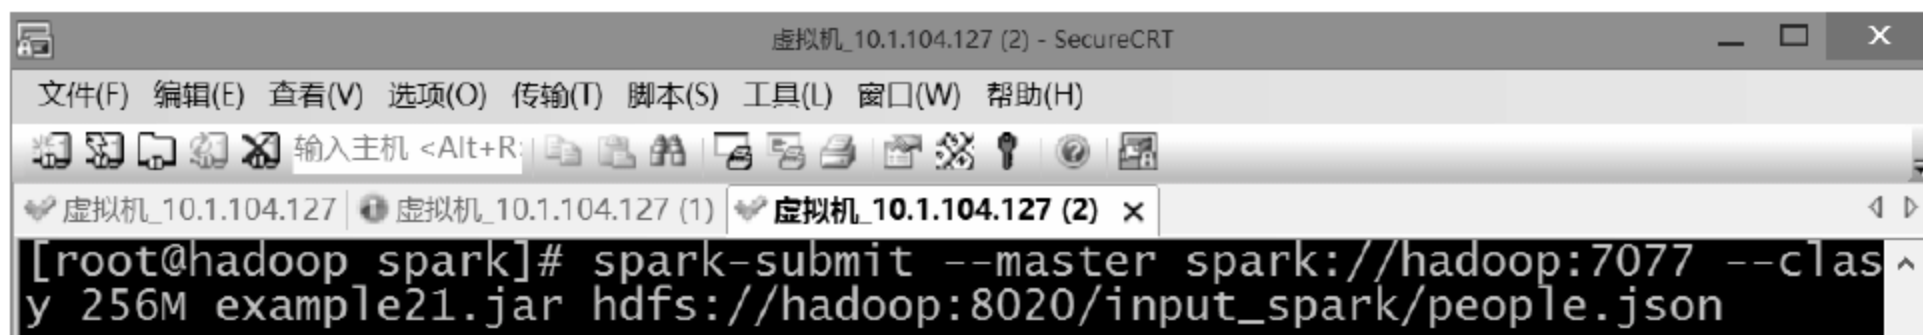 虚拟机_10.1.104.127 (2) - SecureCRT
文件(F) 编辑(E) 查看(V) 选项(O) 传输(T) 脚本(S) 工具(L) 窗口(W) 帮助(H)
输入主机 <Alt+R>
虚拟机_10.1.104.127 虚拟机_10.1.104.127 (1) 虚拟机_10.1.104.127 (2)
[root@hadoop spark]# spark-submit --master spark://hadoop:7077 --clas
y 256M example21.jar hdfs://hadoop:8020/input_spark/people.json